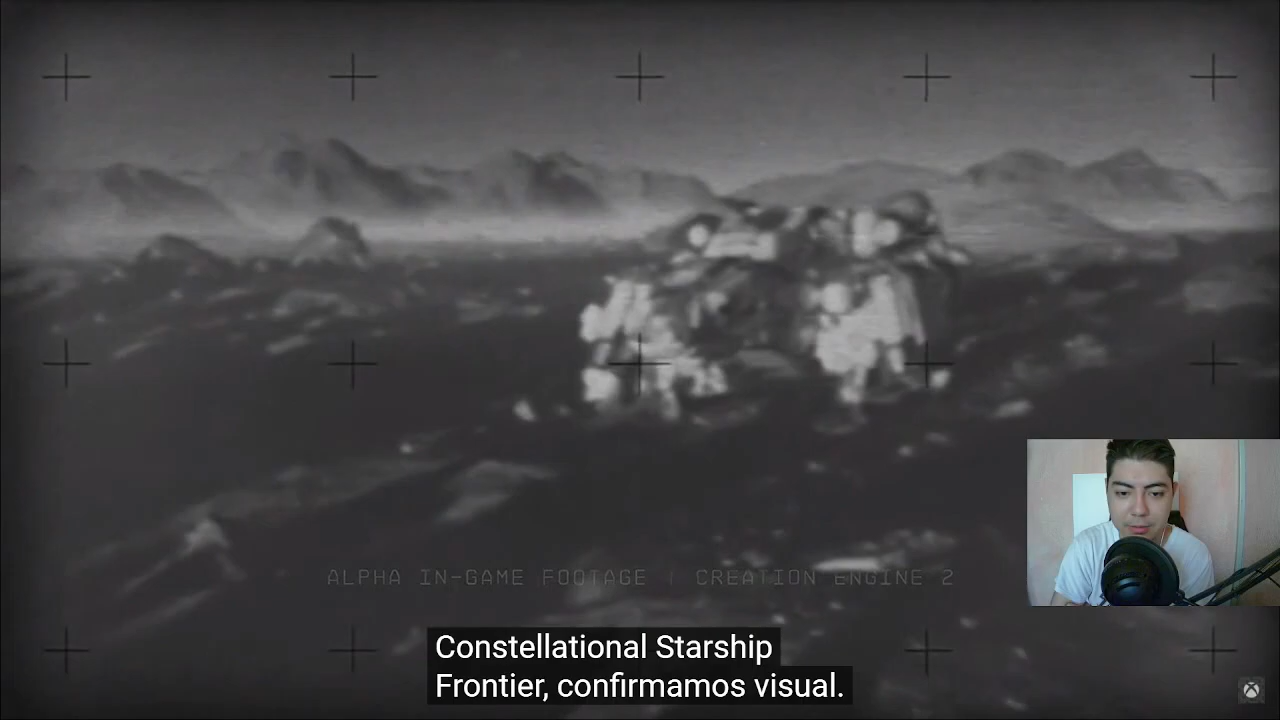 ALPHA IN-GAME FOOTAGE | CREATION ENGINE 2
Constellational Starship
Frontier, confirmamos visual.